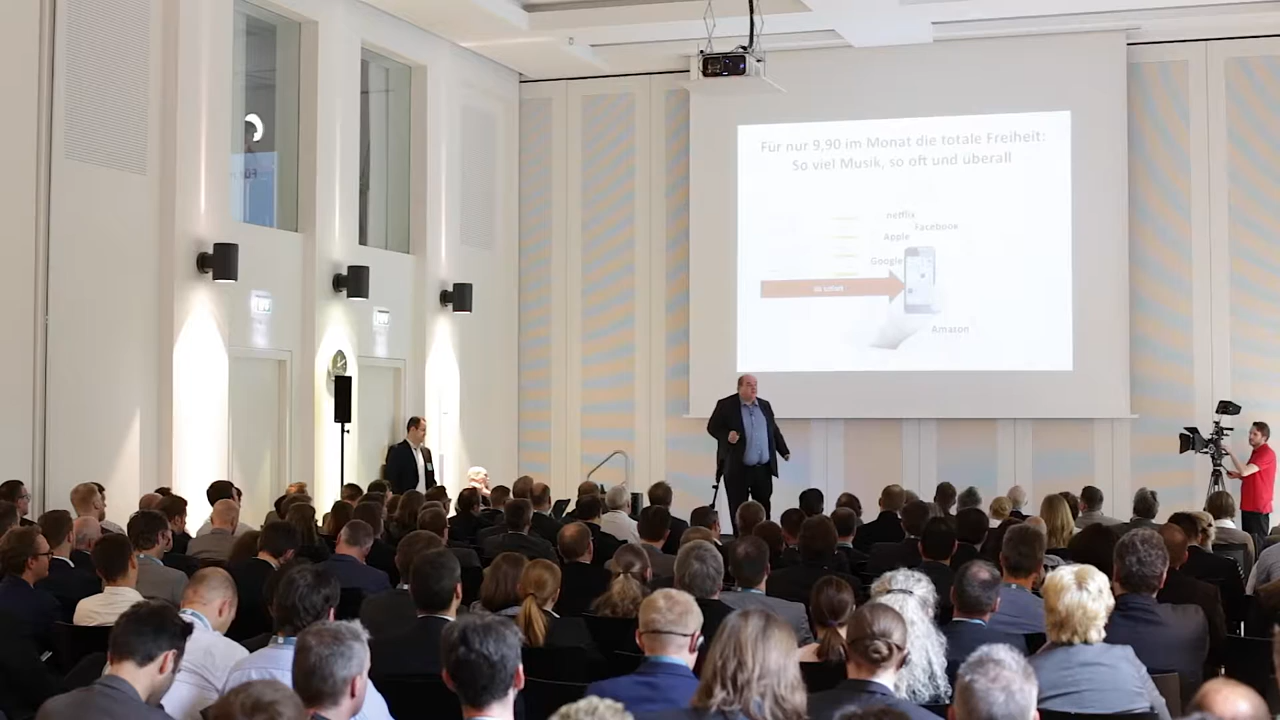 Für nur 9,90 im Monat die totale Freiheit:
So viel Musik, so oft und überall
netflix
Facebook
Apple
Google
Amazon